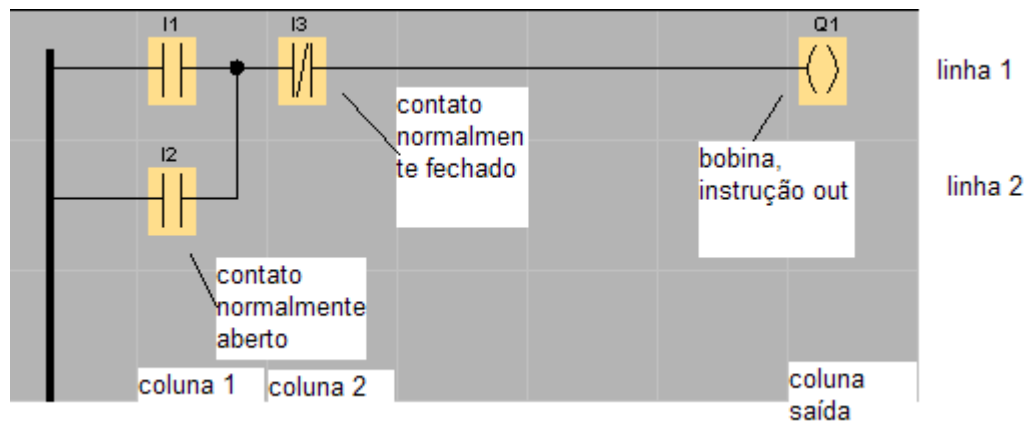 I1
I3
Q1
linha 1
contato
normalmen
te fechado
I2
bobina,
instrução out
linha 2
contato
normalmente
aberto
coluna 1
coluna 2
coluna
saída